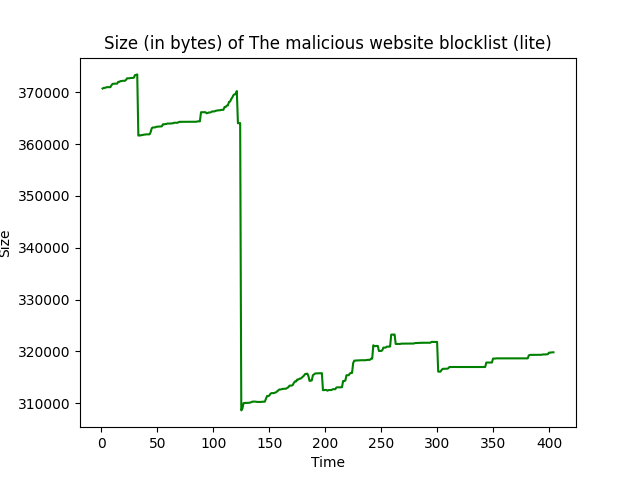 Size (in bytes) of The malicious website blocklist (lite)
370000
360000
350000
340000
330000
320000
310000
Size
0 50 100 150 200 250 300 350 400
Time